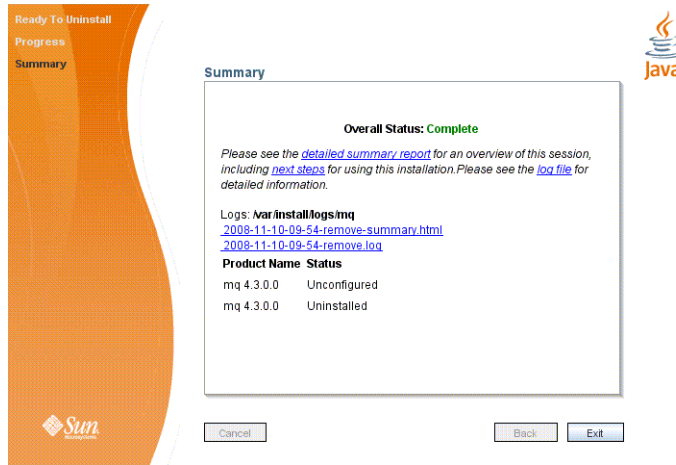 Ready To Uninstall
Progress
Summary
Java
Summary
Overall Status: Complete
Please see the detailed summary report for an overview of this session,
including next steps for using this installation.Please see the log file for
detailed information.
Logs: /var/install/logs/mq
2008-11-10-09-54-remove-summary.html
2008-11-10-09-54-remove.log
Product Name Status
mq 4.3.0.0 Unconfigured
mq 4.3.0.0 Uninstalled
Sun
microsystems
Cancel
Back
Exit